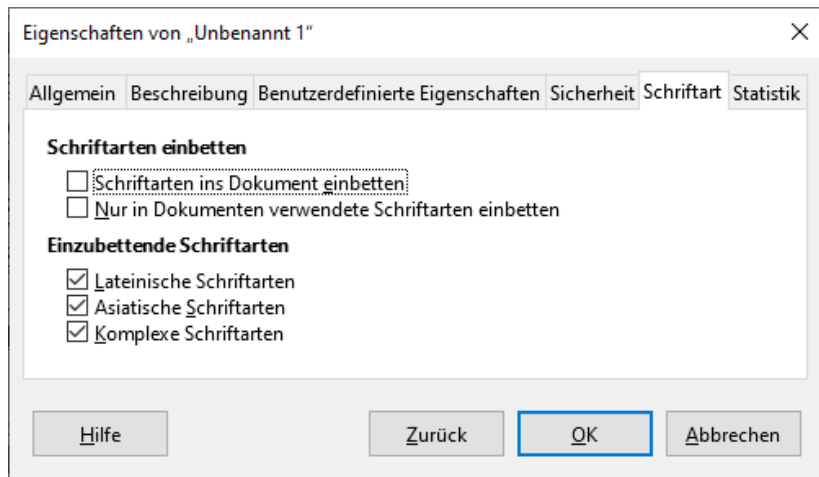 Eigenschaften von „Unbenannt 1“
Allgemein Beschreibung Benutzerdefinierte Eigenschaften Sicherheit Schriftart Statistik
Schriftarten einbetten
Schriftarten ins Dokument einbetten
Nur in Dokumenten verwendete Schriftarten einbetten
Einzubettende Schriftarten
Lateinische Schriftarten
Asiatische Schriftarten
Komplexe Schriftarten
Hilfe Zurück OK Abbrechen